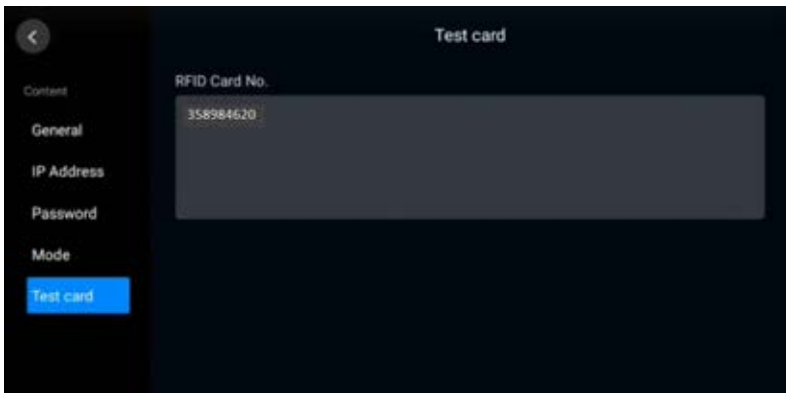 Test card
Content
General
IP Address
Password
Mode
Test card
RFID Card No.
358984620